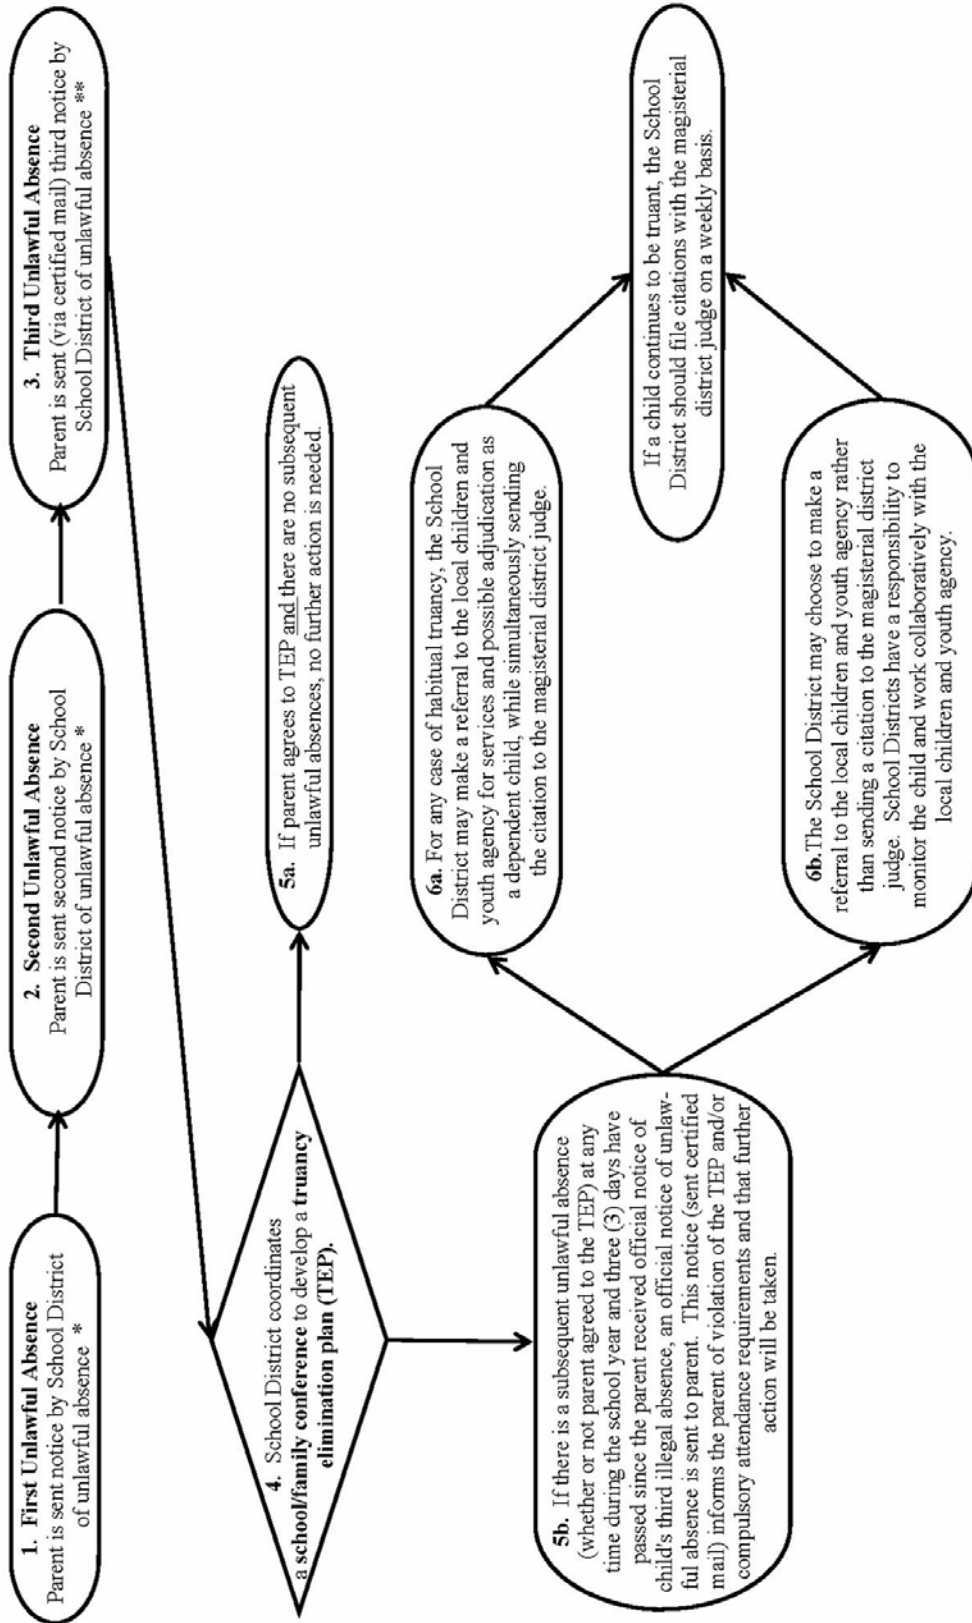 1. First Unlawful Absence
Parent is sent notice by School District
of unlawful absence *
2. Second Unlawful Absence
Parent is sent second notice by School
District of unlawful absence *
3. Third Unlawful Absence
Parent is sent (via certified mail) third notice by
School District of unlawful absence **
4. School District coordinates
a school/family conference to develop a truancy
elimination plan (TEP).
5a. If parent agrees to TEP and there are no subsequent
unlawful absences, no further action is needed.
5b. If there is a subsequent unlawful absence
(whether or not parent agreed to the TEP) at any
time during the school year and three (3) days have
passed since the parent received official notice of
child's third illegal absence, an official notice of unlaw-
ful absence is sent to parent. This notice (sent certified
mail) informs the parent of violation of the TEP and/or
compulsory attendance requirements and that further
action will be taken.
6a. For any case of habitual truancy, the School
District may make a referral to the local children and
youth agency for services and possible adjudication as
a dependent child, while simultaneously sending
the citation to the magisterial district judge.
6b.The School District may choose to make a
referral to the local children and youth agency rather
than sending a citation to the magisterial district
judge. School Districts have a responsibility to
monitor the child and work collaboratively with the
local children and youth agency.
If a child continues to be truant, the School
District should file citations with the magisterial
district judge on a weekly basis.